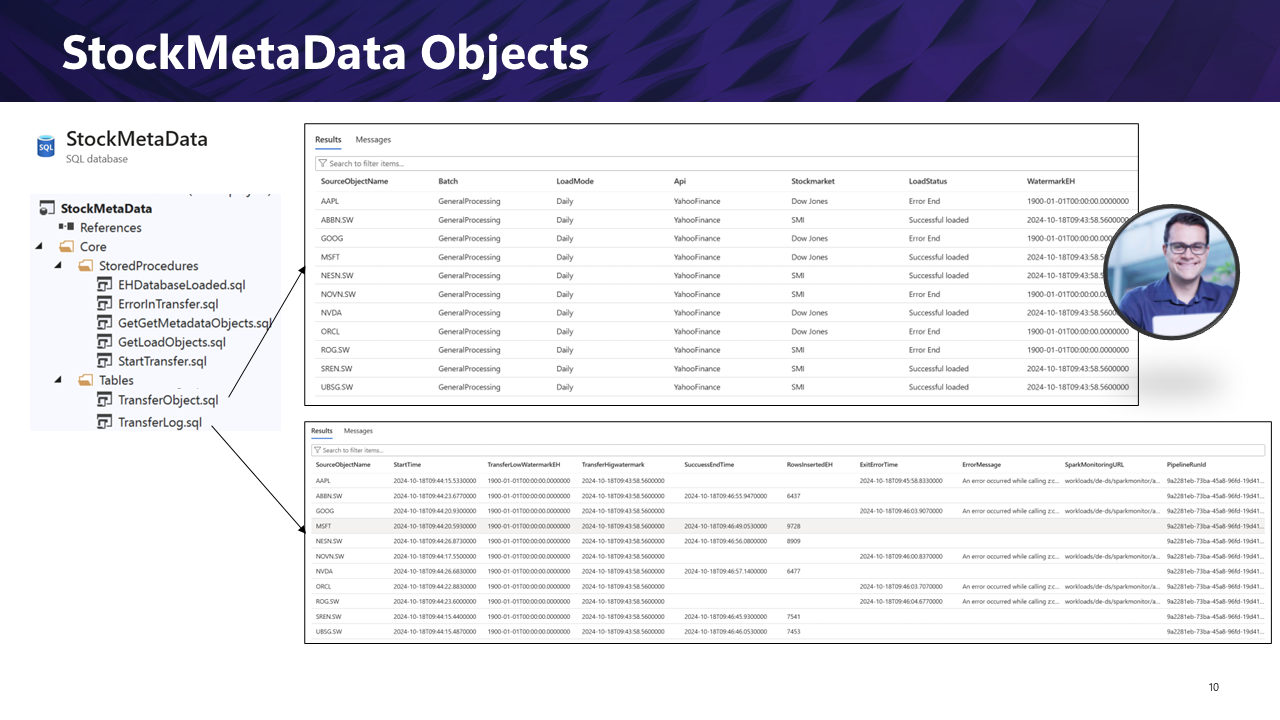 StockMetaData Objects
SQL
StockMetaData
SQL database
StockMetaData
References
Core
StoredProcedures
EHDatabaseLoaded.sql
ErrorInTransfer.sql
GetGetMetadataObjects.sql
GetLoadObjects.sql
StartTransfer.sql
Tables
TransferObject.sql
TransferLog.sql
Results Messages
Search to filter items...
SourceObjectName Batch LoadMode Api Stockmarket LoadStatus WatermarkEH
AAPL GeneralProcessing Daily YahooFinance Dow Jones Error End 1900-01-01T00:00:00.0000000
ABBN.SW GeneralProcessing Daily YahooFinance SMI Successful loaded 2024-10-18T09:43:58.5600000
GOOG GeneralProcessing Daily YahooFinance Dow Jones Error End 1900-01-01T00:00:00.000
MSFT GeneralProcessing Daily YahooFinance Dow Jones Successful loaded 2024-10-18T09:43:58.5
NESN.SW GeneralProcessing Daily YahooFinance SMI Successful loaded 2024-10-18T09:43:58.5
NOVN.SW GeneralProcessing Daily YahooFinance SMI Error End 1900-01-01T00:00:00.00
NVDA GeneralProcessing Daily YahooFinance Dow Jones Successful loaded 2024-10-18T09:43:58.5600
ORCL GeneralProcessing Daily YahooFinance Dow Jones Error End 1900-01-01T00:00:00.0000000
ROG.SW GeneralProcessing Daily YahooFinance SMI Error End 1900-01-01T00:00:00.0000000
SREN.SW GeneralProcessing Daily YahooFinance SMI Successful loaded 2024-10-18T09:43:58.5600000
UBSG.SW GeneralProcessing Daily YahooFinance SMI Successful loaded 2024-10-18T09:43:58.5600000
Results Messages
Search to filter items...
SourceObjectName StartTime TransferLowWatermarkEH TransferHigwatermark SuccuessEndTime RowsInsertedEH ExitErrorTime ErrorMessage SparkMonitoringURL PipelineRunId
AAPL 2024-10-18T09:44:15.5330000 1900-01-01T00:00:00.0000000 2024-10-18T09:43:58.5600000 2024-10-18T09:45:58.8330000 An error occurred while calling z:c... workloads/de-ds/sparkmonitor/a... 9a2281eb-73ba-45a8-96fd-19d41...
ABBN.SW 2024-10-18T09:44:23.6770000 1900-01-01T00:00:00.0000000 2024-10-18T09:43:58.5600000 2024-10-18T09:46:55.9470000 6437 9a2281eb-73ba-45a8-96fd-19d41...
GOOG 2024-10-18T09:44:20.9300000 1900-01-01T00:00:00.0000000 2024-10-18T09:43:58.5600000 2024-10-18T09:46:03.9070000 An error occurred while calling z:c... workloads/de-ds/sparkmonitor/a... 9a2281eb-73ba-45a8-96fd-19d41...
MSFT 2024-10-18T09:44:20.5930000 1900-01-01T00:00:00.0000000 2024-10-18T09:43:58.5600000 2024-10-18T09:46:49.0530000 9728 9a2281eb-73ba-45a8-96fd-19d41...
NESN.SW 2024-10-18T09:44:26.8730000 1900-01-01T00:00:00.0000000 2024-10-18T09:43:58.5600000 2024-10-18T09:46:56.0800000 8909 9a2281eb-73ba-45a8-96fd-19d41...
NOVN.SW 2024-10-18T09:44:17.5500000 1900-01-01T00:00:00.0000000 2024-10-18T09:43:58.5600000 2024-10-18T09:46:00.8370000 An error occurred while calling z:c... workloads/de-ds/sparkmonitor/a... 9a2281eb-73ba-45a8-96fd-19d41...
NVDA 2024-10-18T09:44:26.6830000 1900-01-01T00:00:00.0000000 2024-10-18T09:43:58.5600000 2024-10-18T09:46:57.1400000 6477 9a2281eb-73ba-45a8-96fd-19d41...
ORCL 2024-10-18T09:44:22.8830000 1900-01-01T00:00:00.0000000 2024-10-18T09:43:58.5600000 2024-10-18T09:46:03.7070000 An error occurred while calling z:c... workloads/de-ds/sparkmonitor/a... 9a2281eb-73ba-45a8-96fd-19d41...
ROG.SW 2024-10-18T09:44:23.6000000 1900-01-01T00:00:00.0000000 2024-10-18T09:43:58.5600000 2024-10-18T09:46:04.6770000 An error occurred while calling z:c... workloads/de-ds/sparkmonitor/a... 9a2281eb-73ba-45a8-96fd-19d41...
SREN.SW 2024-10-18T09:44:15.4400000 1900-01-01T00:00:00.0000000 2024-10-18T09:43:58.5600000 2024-10-18T09:46:45.9300000 7541 9a2281eb-73ba-45a8-96fd-19d41...
UBSG.SW 2024-10-18T09:44:15.4870000 1900-01-01T00:00:00.0000000 2024-10-18T09:43:58.5600000 2024-10-18T09:46:46.0530000 7453 9a2281eb-73ba-45a8-96fd-19d41...
10